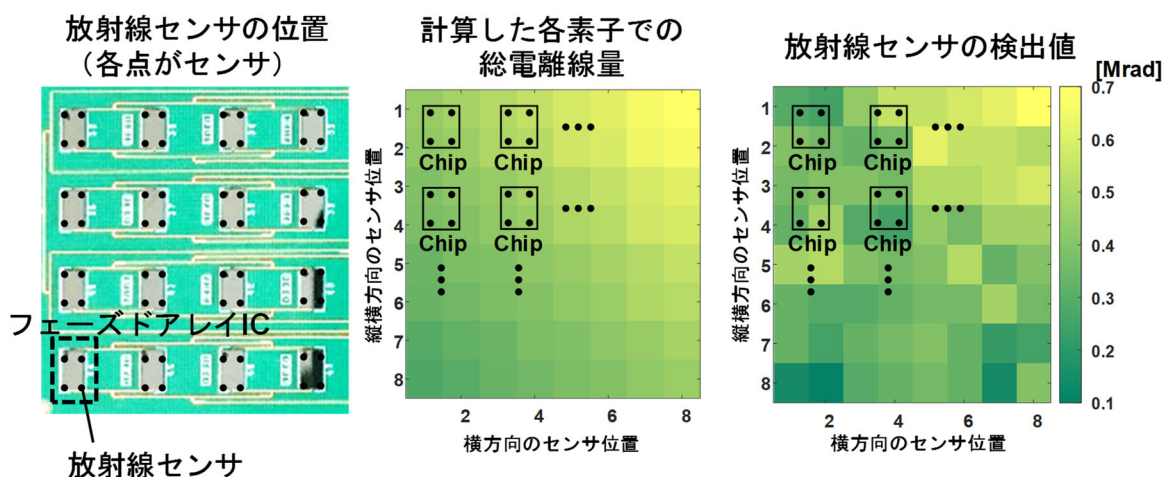 放射線センサの位置
（各点がセンサ）
フェーズドアレイIC
放射線センサ
計算した各素子での
総電離線量
縦横方向のセンサ位置
1
2
3
4
5
6
7
8
Chip
Chip
Chip
Chip
2
4
6
8
横方向のセンサ位置
放射線センサの検出値
[Mrad]
縦横方向のセンサ位置
1
2
3
4
5
6
7
8
Chip
Chip
Chip
Chip
2
4
6
8
横方向のセンサ位置
0.7
0.6
0.5
0.4
0.3
0.2
0.1